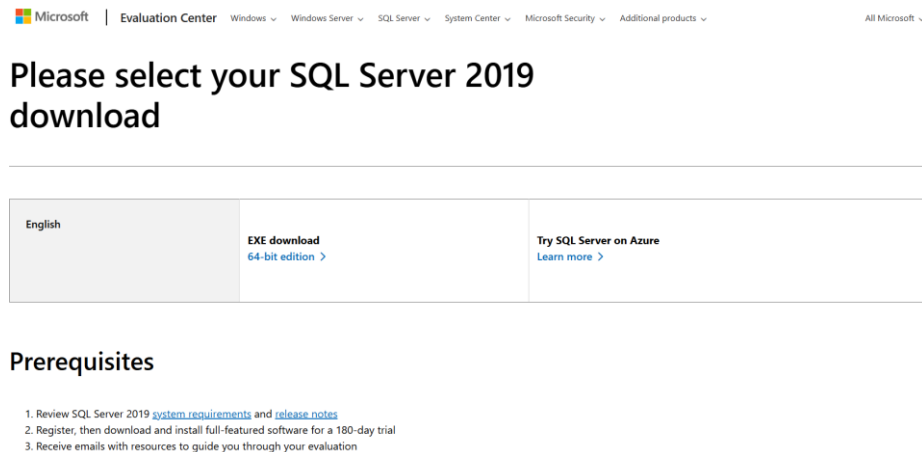 Microsoft | Evaluation Center Windows Windows Server SQL Server System Center Microsoft Security Additional products All Microsoft
Please select your SQL Server 2019
download
English
EXE download
64-bit edition >
Try SQL Server on Azure
Learn more >
Prerequisites
1. Review SQL Server 2019 system requirements and release notes
2. Register, then download and install full-featured software for a 180-day trial
3. Receive emails with resources to guide you through your evaluation